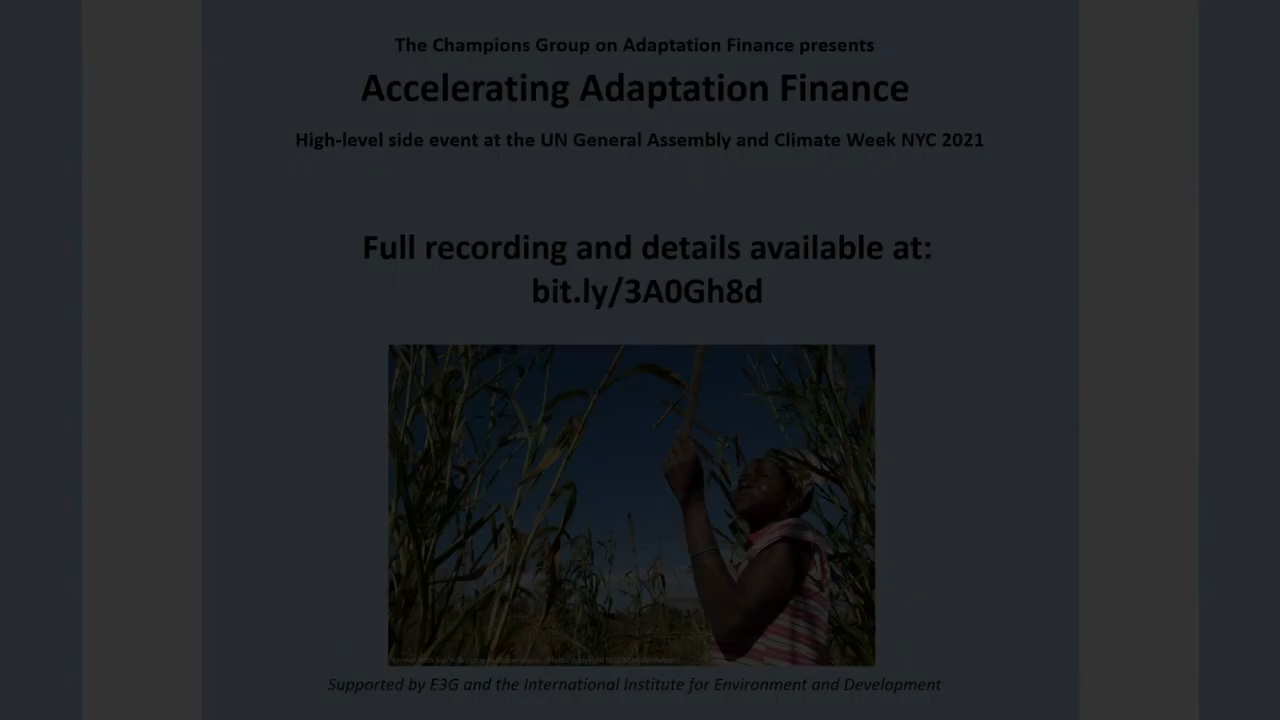 The Champions Group on Adaptation Finance presents
Accelerating Adaptation Finance
High-level side event at the UN General Assembly and Climate Week NYC 2021
Full recording and details available at:
bit.ly/3A0Gh8d
Supported by E3G and the International Institute for Environment and Development